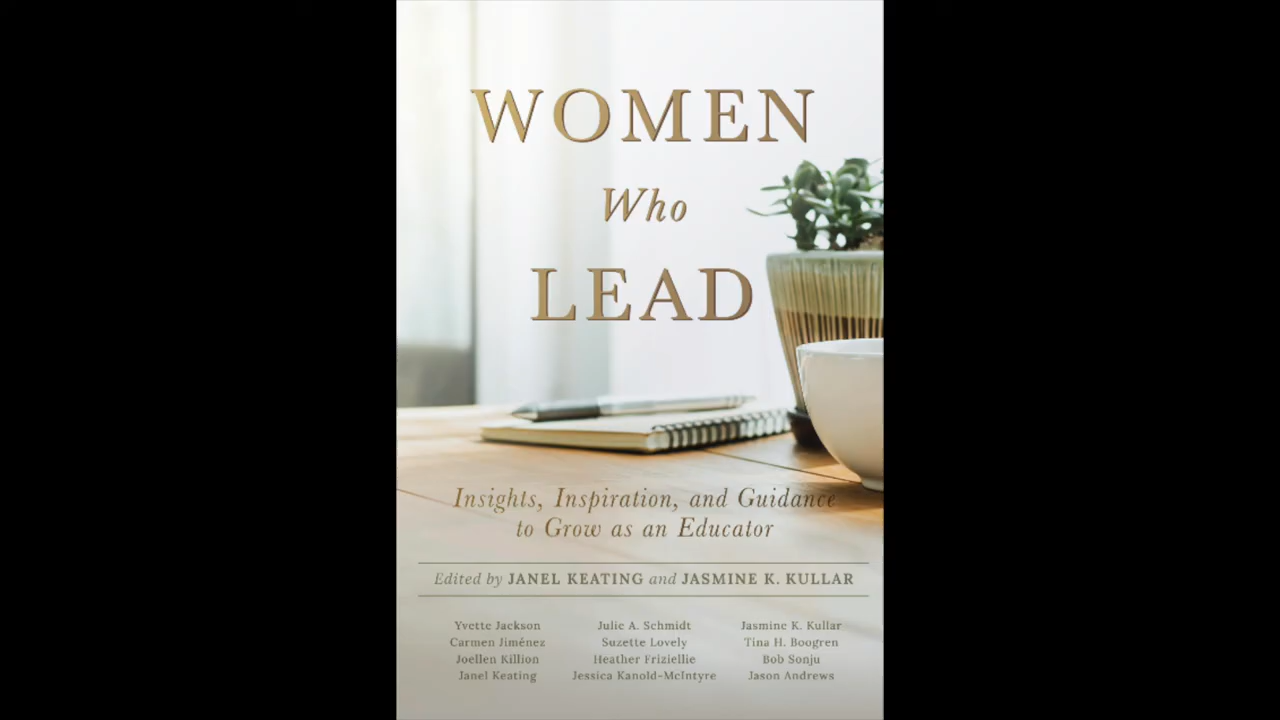 WOMEN
Who
LEAD
Insights, Inspiration, and Guidance
to Grow as an Educator
Edited by JANEL KEATING and JASMINE K. KULLAR
Yvette Jackson
Carmen Jiménez
Joellen Killion
Janel Keating
Julie A. Schmidt
Suzette Lovely
Heather Friziellie
Jessica Kanold-McIntyre
Jasmine K. Kullar
Tina H. Boogren
Bob Sonju
Jason Andrews